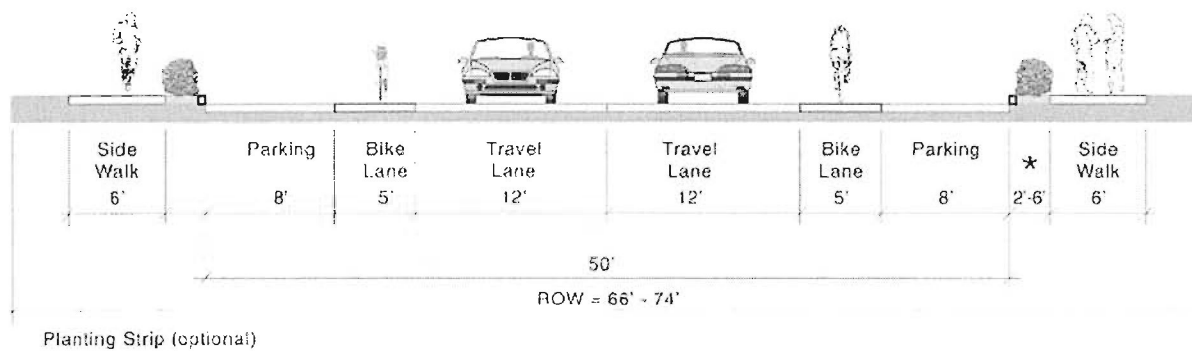 Side Walk 6'
Parking 8'
Bike Lane 5'
Travel Lane 12'
Travel Lane 12'
Bike Lane 5'
Parking 8'
* 2'-6'
Side Walk 6'
50'
ROW = 66' - 74'
Planting Strip (optional)